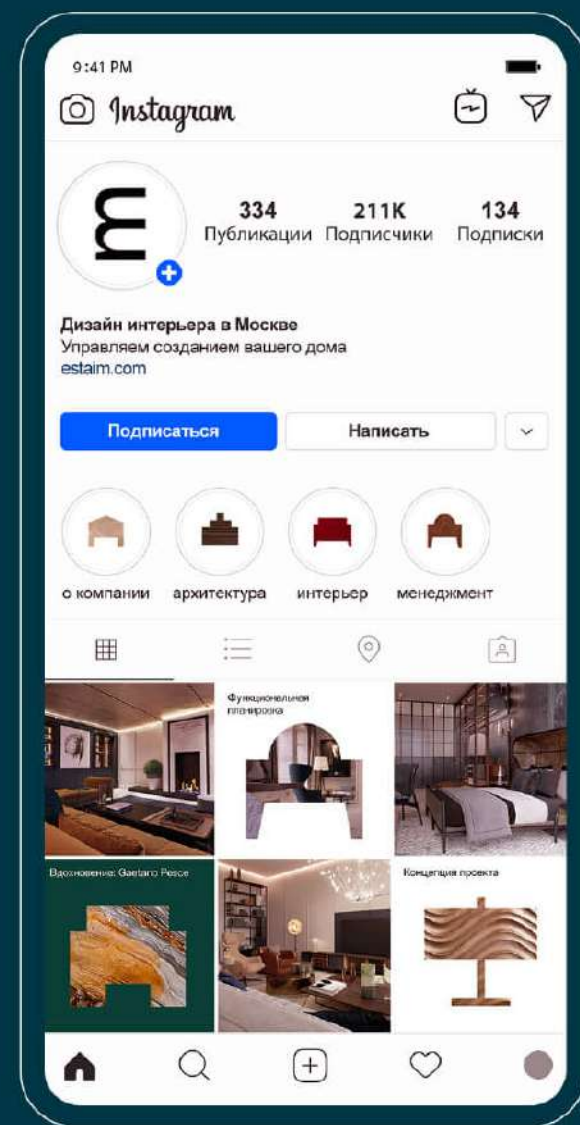 9:41 PM
Instagram
m
334 211K 134
Публикации Подписчики Подписки
Дизайн интерьера в Москве
Управляем созданием вашего дома
estaim.com
Подписаться Написать
о компании архитектура интерьер менеджмент
Функциональная
планировка
Вдохновение: Gaetano Pesce
Концепция проекта